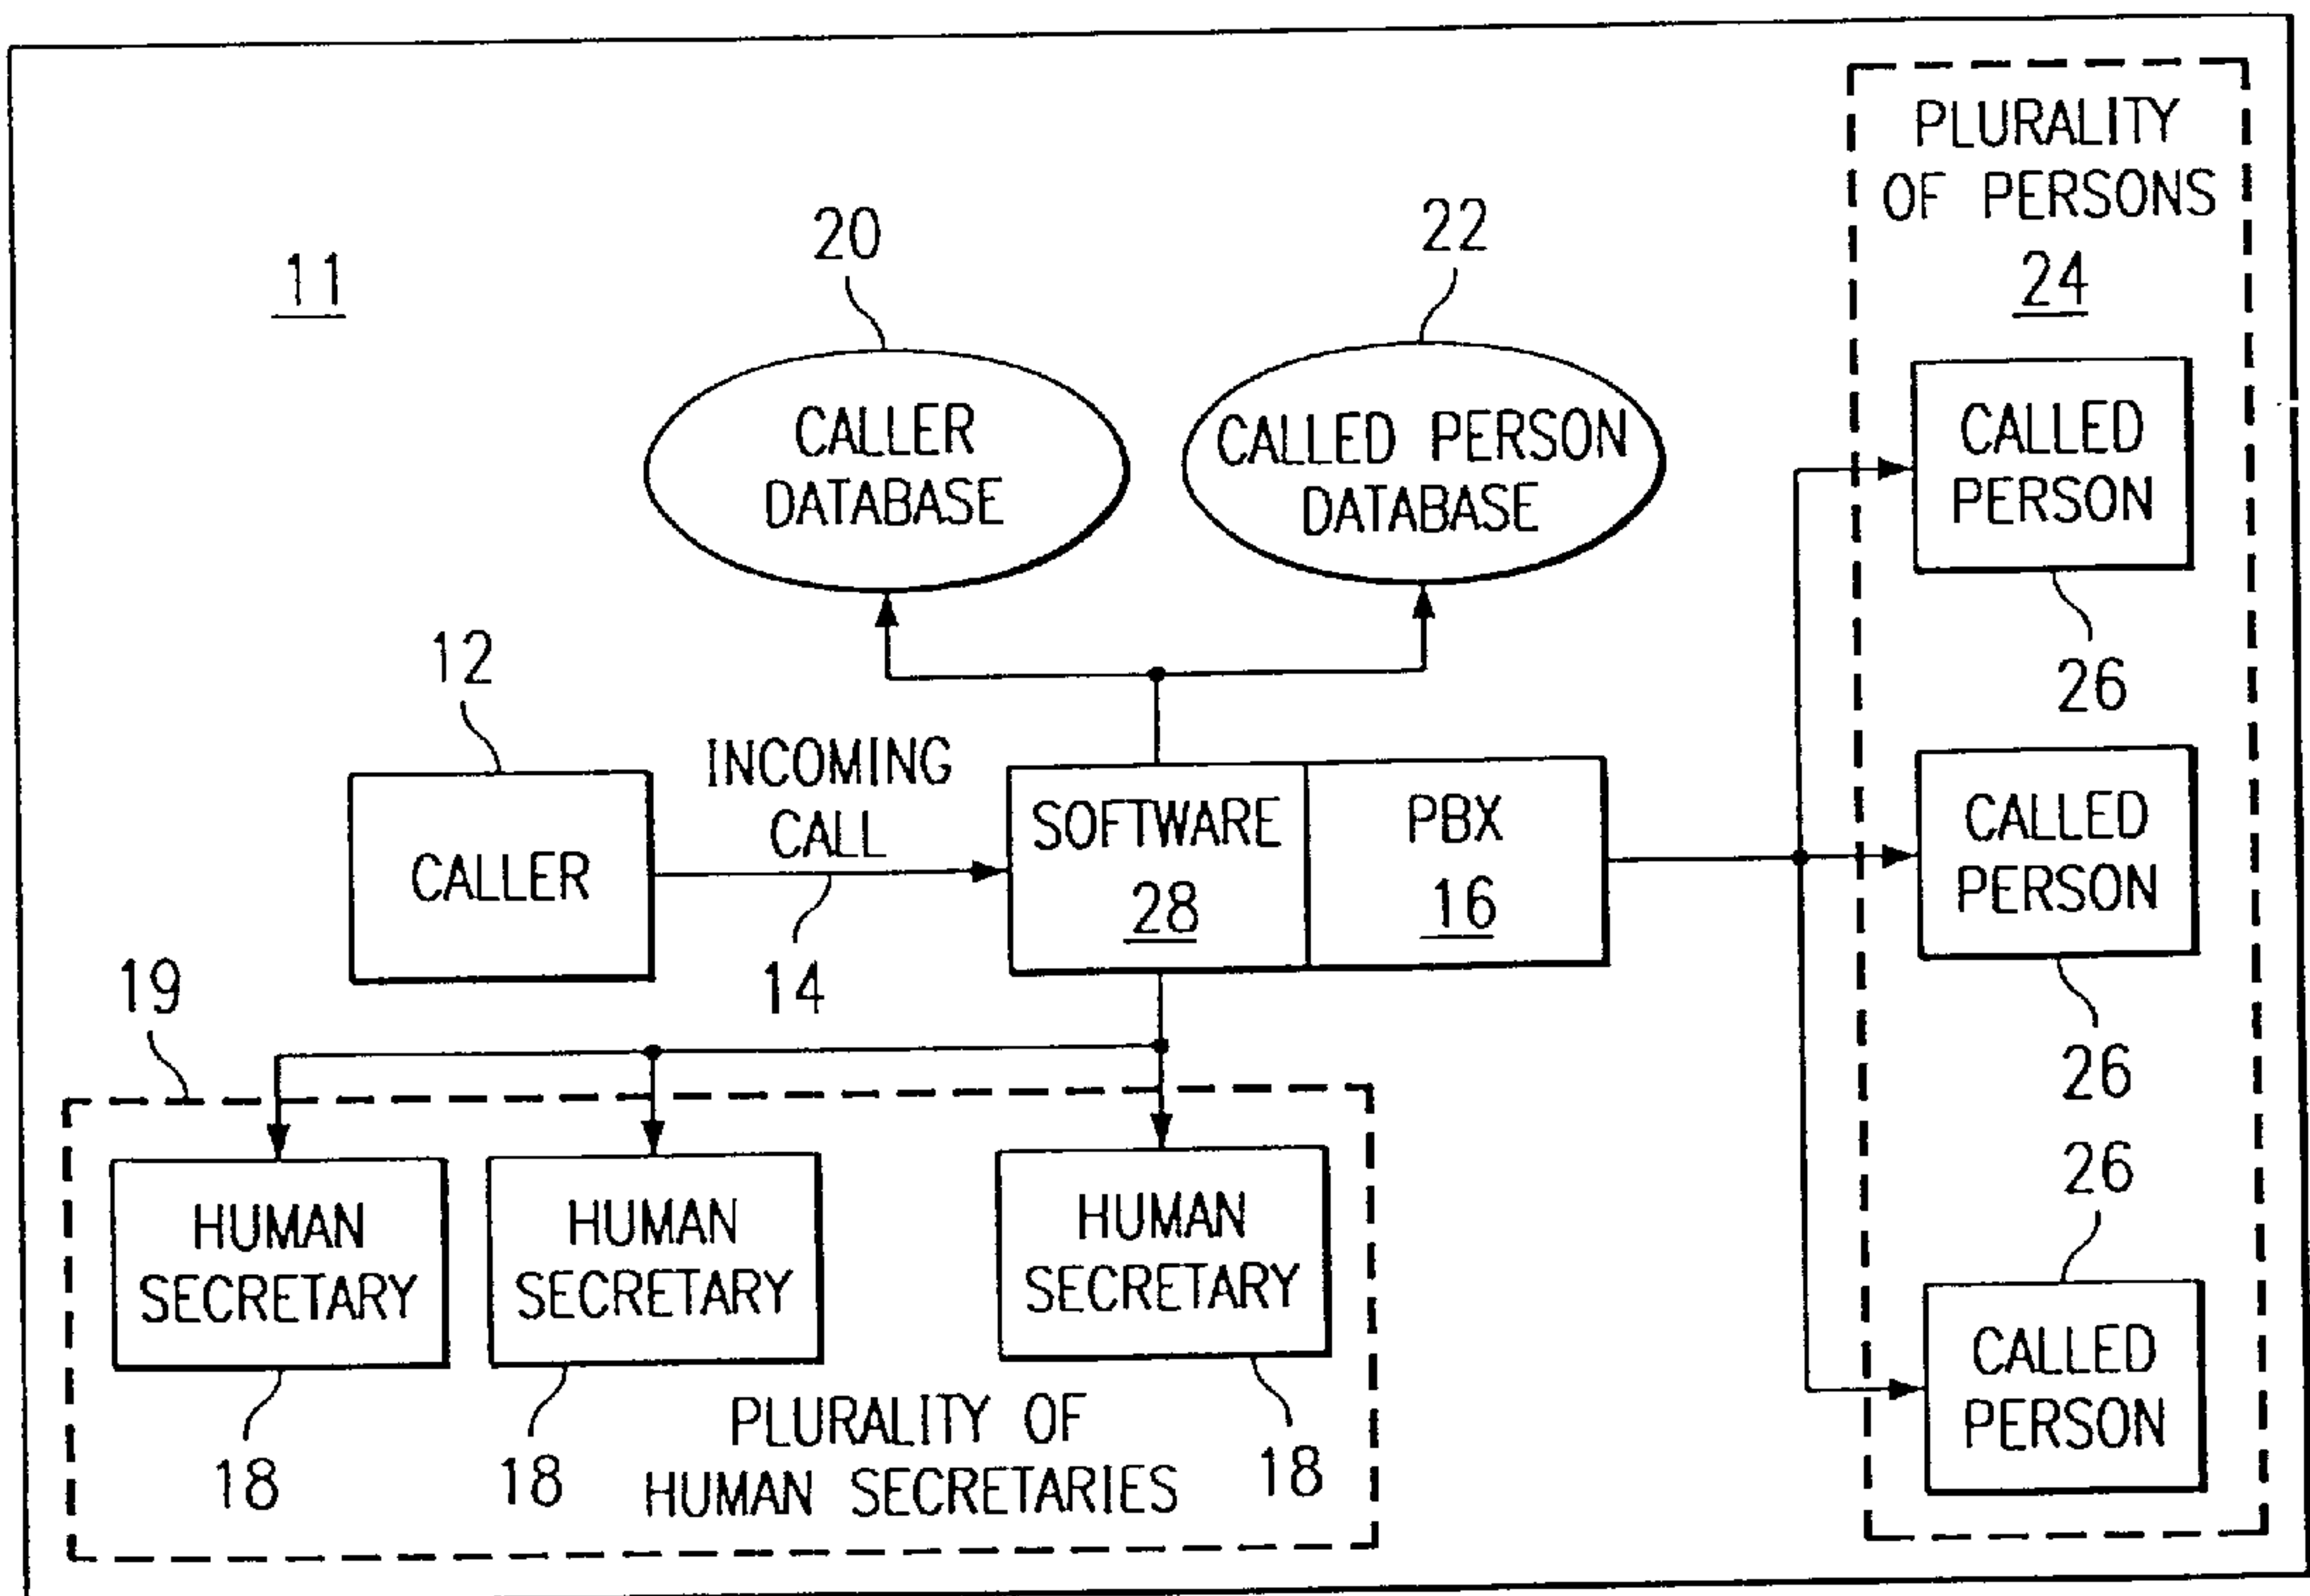 PLURALITY
OF PERSONS
24
11
20
22
CALLER
DATABASE
CALLED PERSON
DATABASE
CALLED
PERSON
26
12
INCOMING
CALL
CALLER
14
SOFTWARE
28
PBX
16
CALLED
PERSON
26
19
HUMAN
SECRETARY
18
HUMAN
SECRETARY
18
HUMAN
SECRETARY
18
PLURALITY OF
HUMAN SECRETARIES
26
CALLED
PERSON